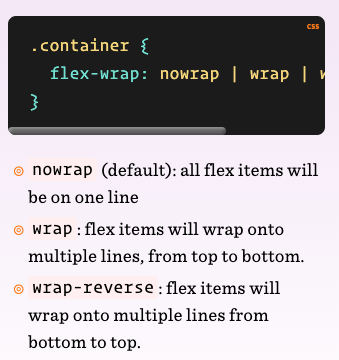 css
.container {
flex-wrap: nowrap | wrap |
}
nowrap (default): all flex items will
be on one line
wrap : flex items will wrap onto
multiple lines, from top to bottom.
wrap-reverse : flex items will
wrap onto multiple lines from
bottom to top.